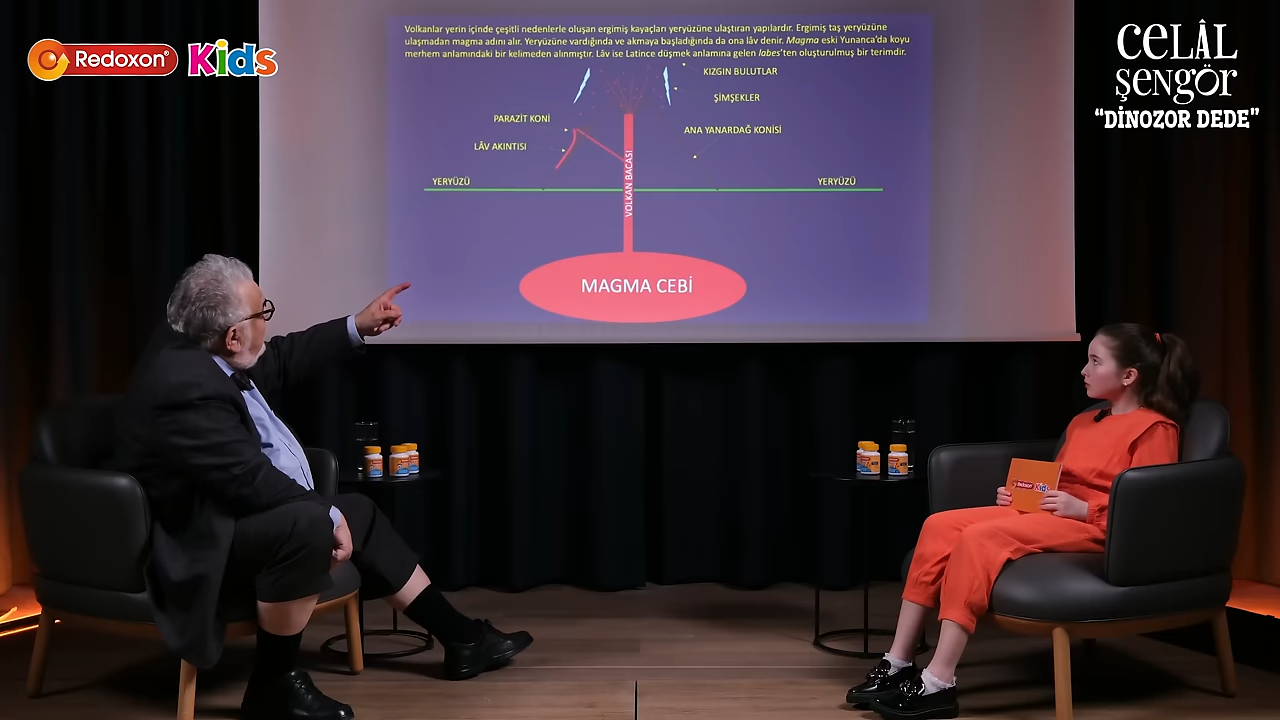 Redoxon® Kids
CELÂL
ŞENGÖR
“DİNOZOR DEDE”
Volkanlar yerin içinde çeşitli nedenlerle oluşan ergimiş kayaçları yeryüzüne ulaştıran yapılardır. Ergimiş taş yeryüzüne
ulaşmadan magma adını alır. Yeryüzüne vardığında ve akmaya başladığında da ona lâv denir. Magma eski Yunanca'da koyu
merhem anlamındaki bir kelimeden alınmıştır. Lâv ise Latince düşmek anlamına gelen labes'ten oluşturulmuş bir terimdir.
KIZGIN BULUTLAR
ŞİMŞEKLER
PARAZİT KONİ
ANA YANARDAĞ KONİSİ
LÂV AKINTISI
VOLKAN BACASI
YERYÜZÜ
YERYÜZÜ
MAGMA CEBİ
Redoxon Kids